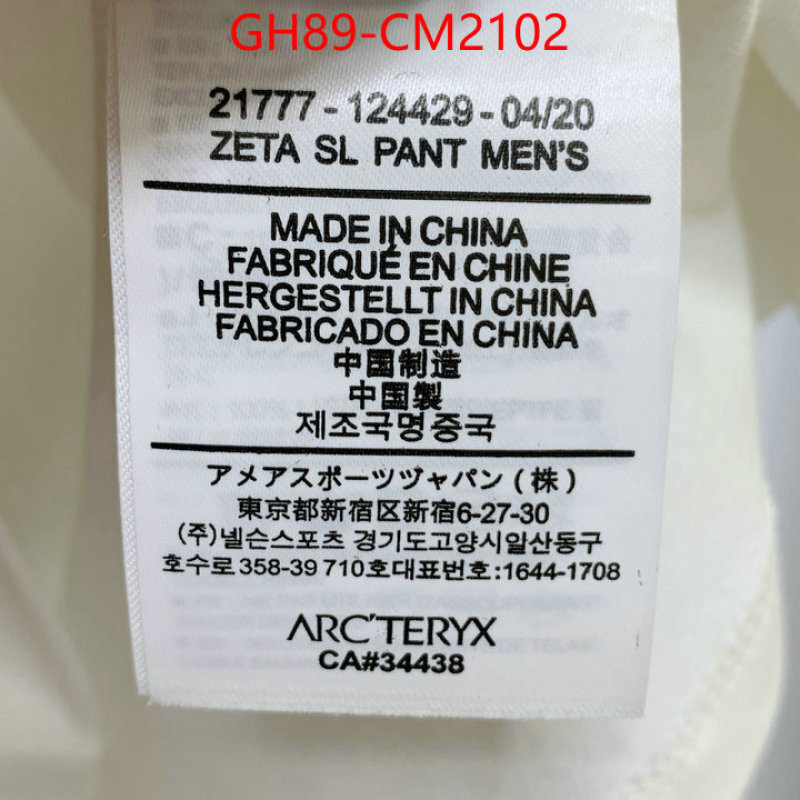 GH89-CM2102
21777 - 124429 - 04/20
ZETA SL PANT MEN'S
MADE IN CHINA
FABRIQUÉ EN CHINE
HERGESTELLT IN CHINA
FABRICADO EN CHINA
中国制造
中国製
제조국명중국
アメアスポーツヅャパン(株)
東京都新宿区新宿6-27-30
(주)넬슨스포츠 경기도고양시일산동구
호수로 358-39 710호대표번호:1644-1708
ARC'TERYX
CA#34438